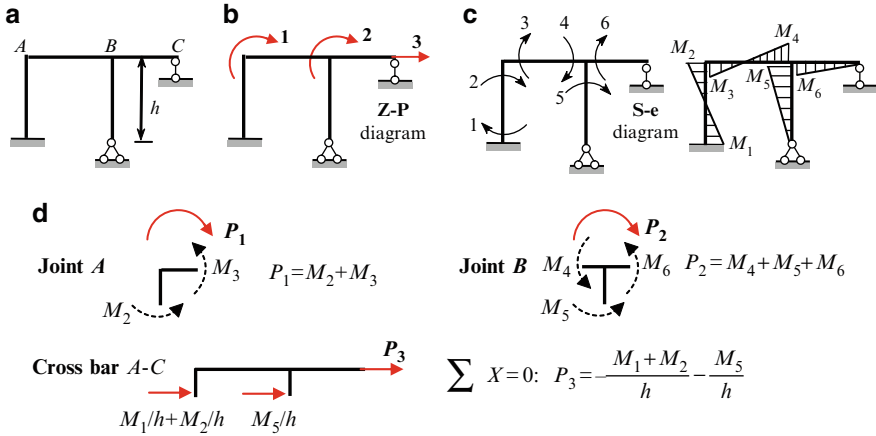 a
A B C
h
b
1 2 3
Z-P
diagram
c
3 4 6
2 5
1
S-e
diagram
M2 M4
M3 M5 M6
M1
d
Joint A
P1
M3
M2
P1=M2+M3
Joint B
P2
M4 M6
M5
P2=M4+M5+M6
Cross bar A-C
P3
M1/h+M2/h M5/h
∑ X=0: P3=-(M1+M2)/h-M5/h